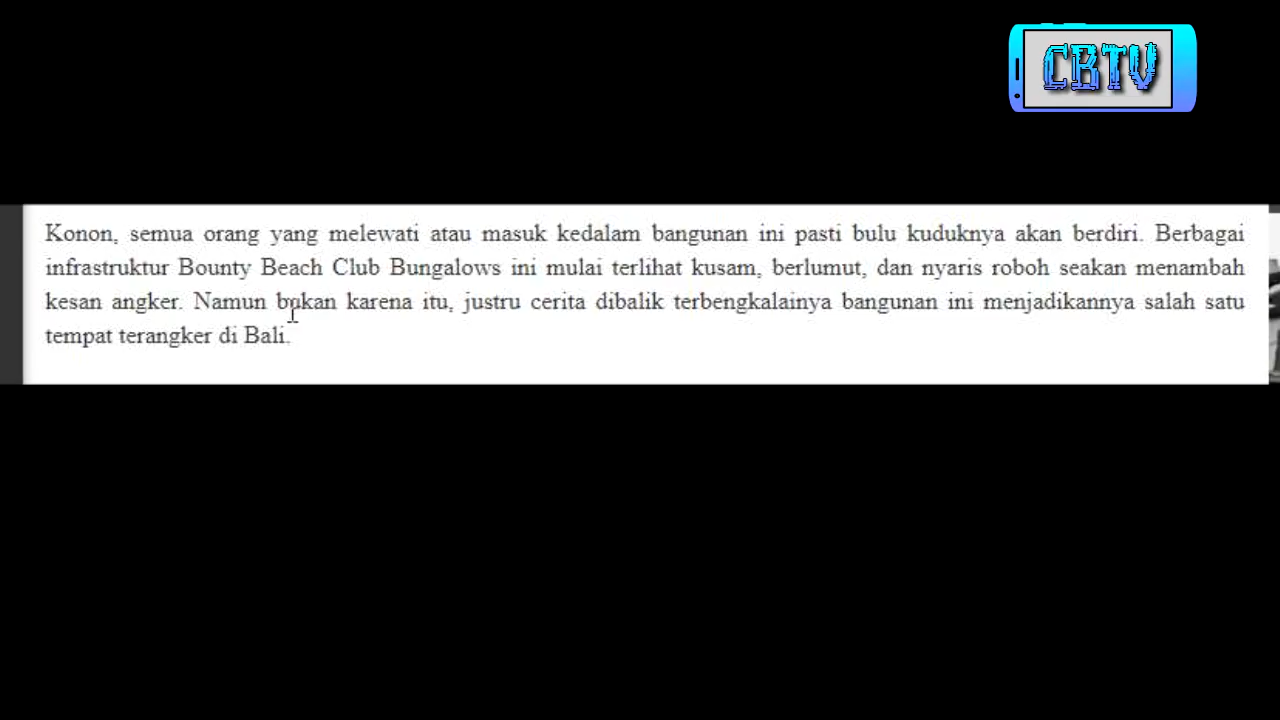 CBTV
Konon, semua orang yang melewati atau masuk kedalam bangunan ini pasti bulu kuduknya akan berdiri. Berbagai
infrastruktur Bounty Beach Club Bungalows ini mulai terlihat kusam, berlumut, dan nyaris roboh seakan menambah
kesan angker. Namun bukan karena itu, justru cerita dibalik terbengkalainya bangunan ini menjadikannya salah satu
tempat terangker di Bali.